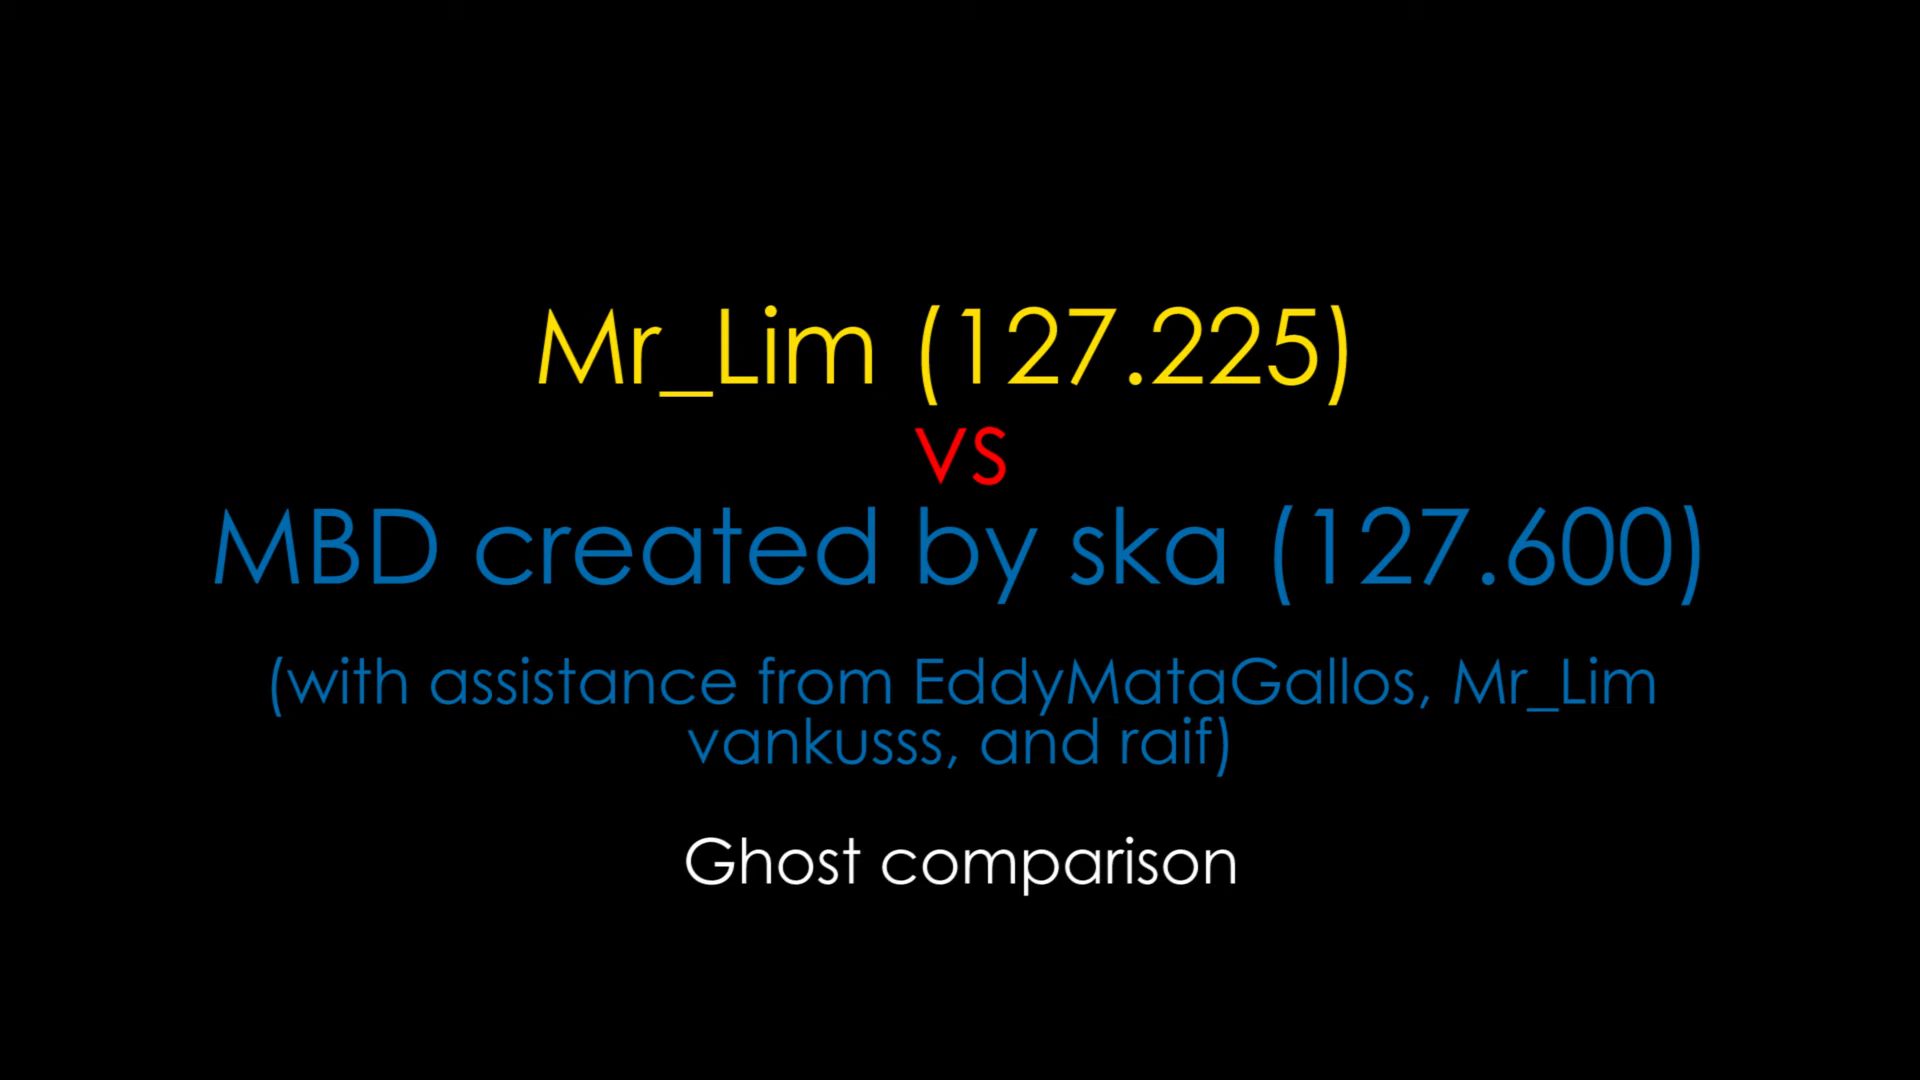 Mr_Lim (127.225)
vs
MBD created by ska (127.600)
(with assistance from EddyMataGallos, Mr_Lim
vankusss, and raif)
Ghost comparison